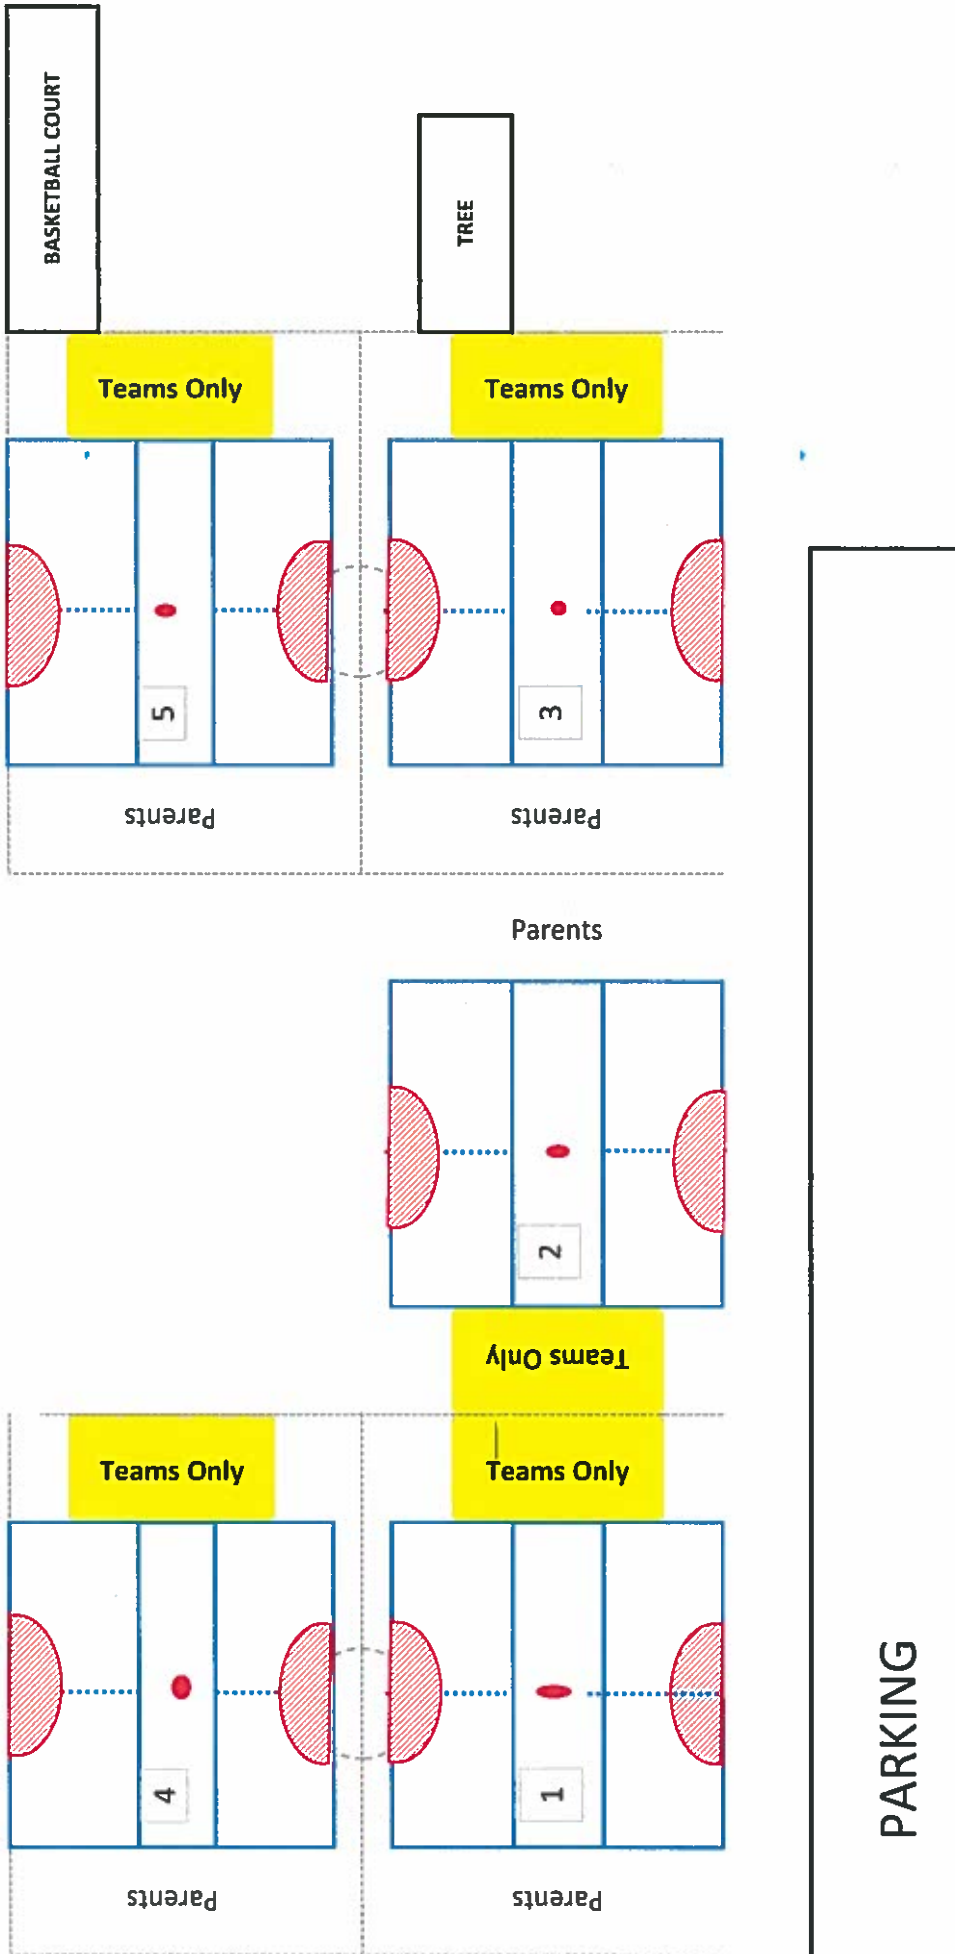 BASKETBALL COURT
TREE
Teams Only
Teams Only
5
3
Parents
Parents
Parents
2
Teams Only
Teams Only
Teams Only
4
1
Parents
Parents
PARKING